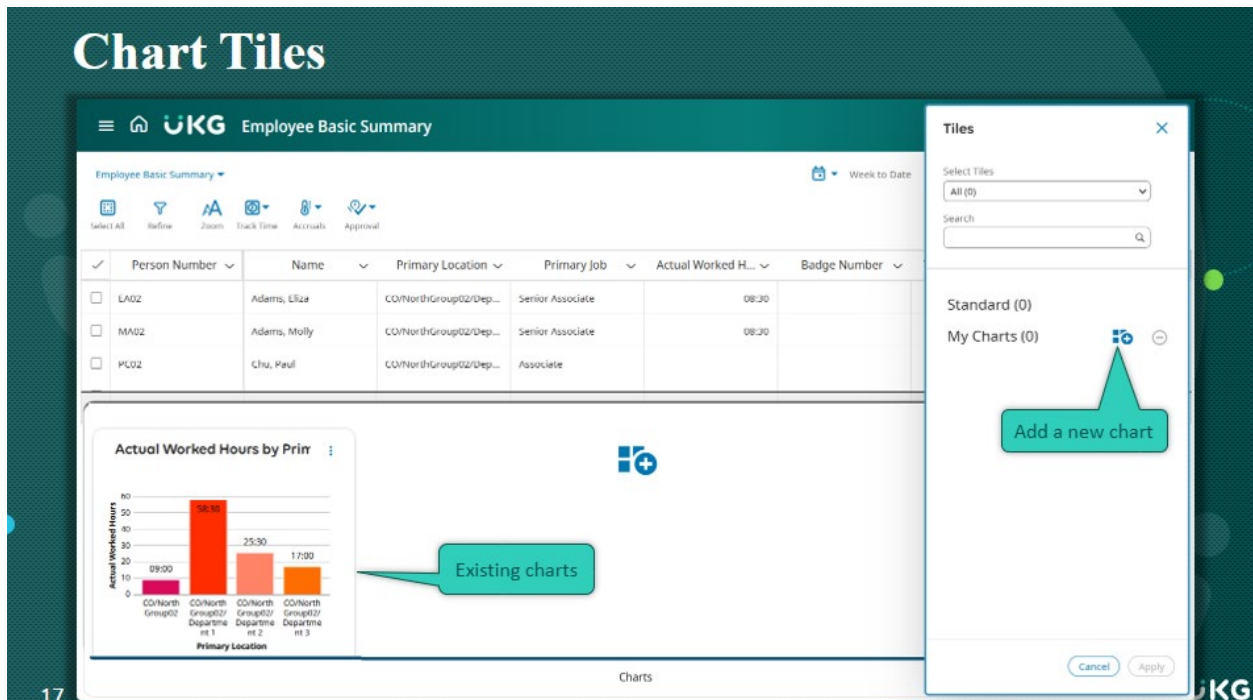 Chart Tiles
UKG Employee Basic Summary
Employee Basic Summary
Week to Date
Select All Refine Zoom Track Time Accruals Approval
Person Number Name Primary Location Primary Job Actual Worked H... Badge Number
EA02 Adams, Eliza CO/NorthGroup02/Dep... Senior Associate 08:30
MA02 Adams, Molly CO/NorthGroup02/Dep... Senior Associate 08:30
PC02 Chu, Paul CO/NorthGroup02/Dep... Associate
Actual Worked Hours by Prim
Actual Worked Hours
60
50
40
30
20
10
0
09:00
58:30
25:30
17:00
CO/North Group02
CO/North Group02/ Departme nt 1
CO/North Group02/ Departme nt 2
CO/North Group02/ Departme nt 3
Primary Location
Existing charts
Charts
Tiles
Select Tiles
All (0)
Search
Standard (0)
My Charts (0)
Add a new chart
Cancel Apply
17
UKG